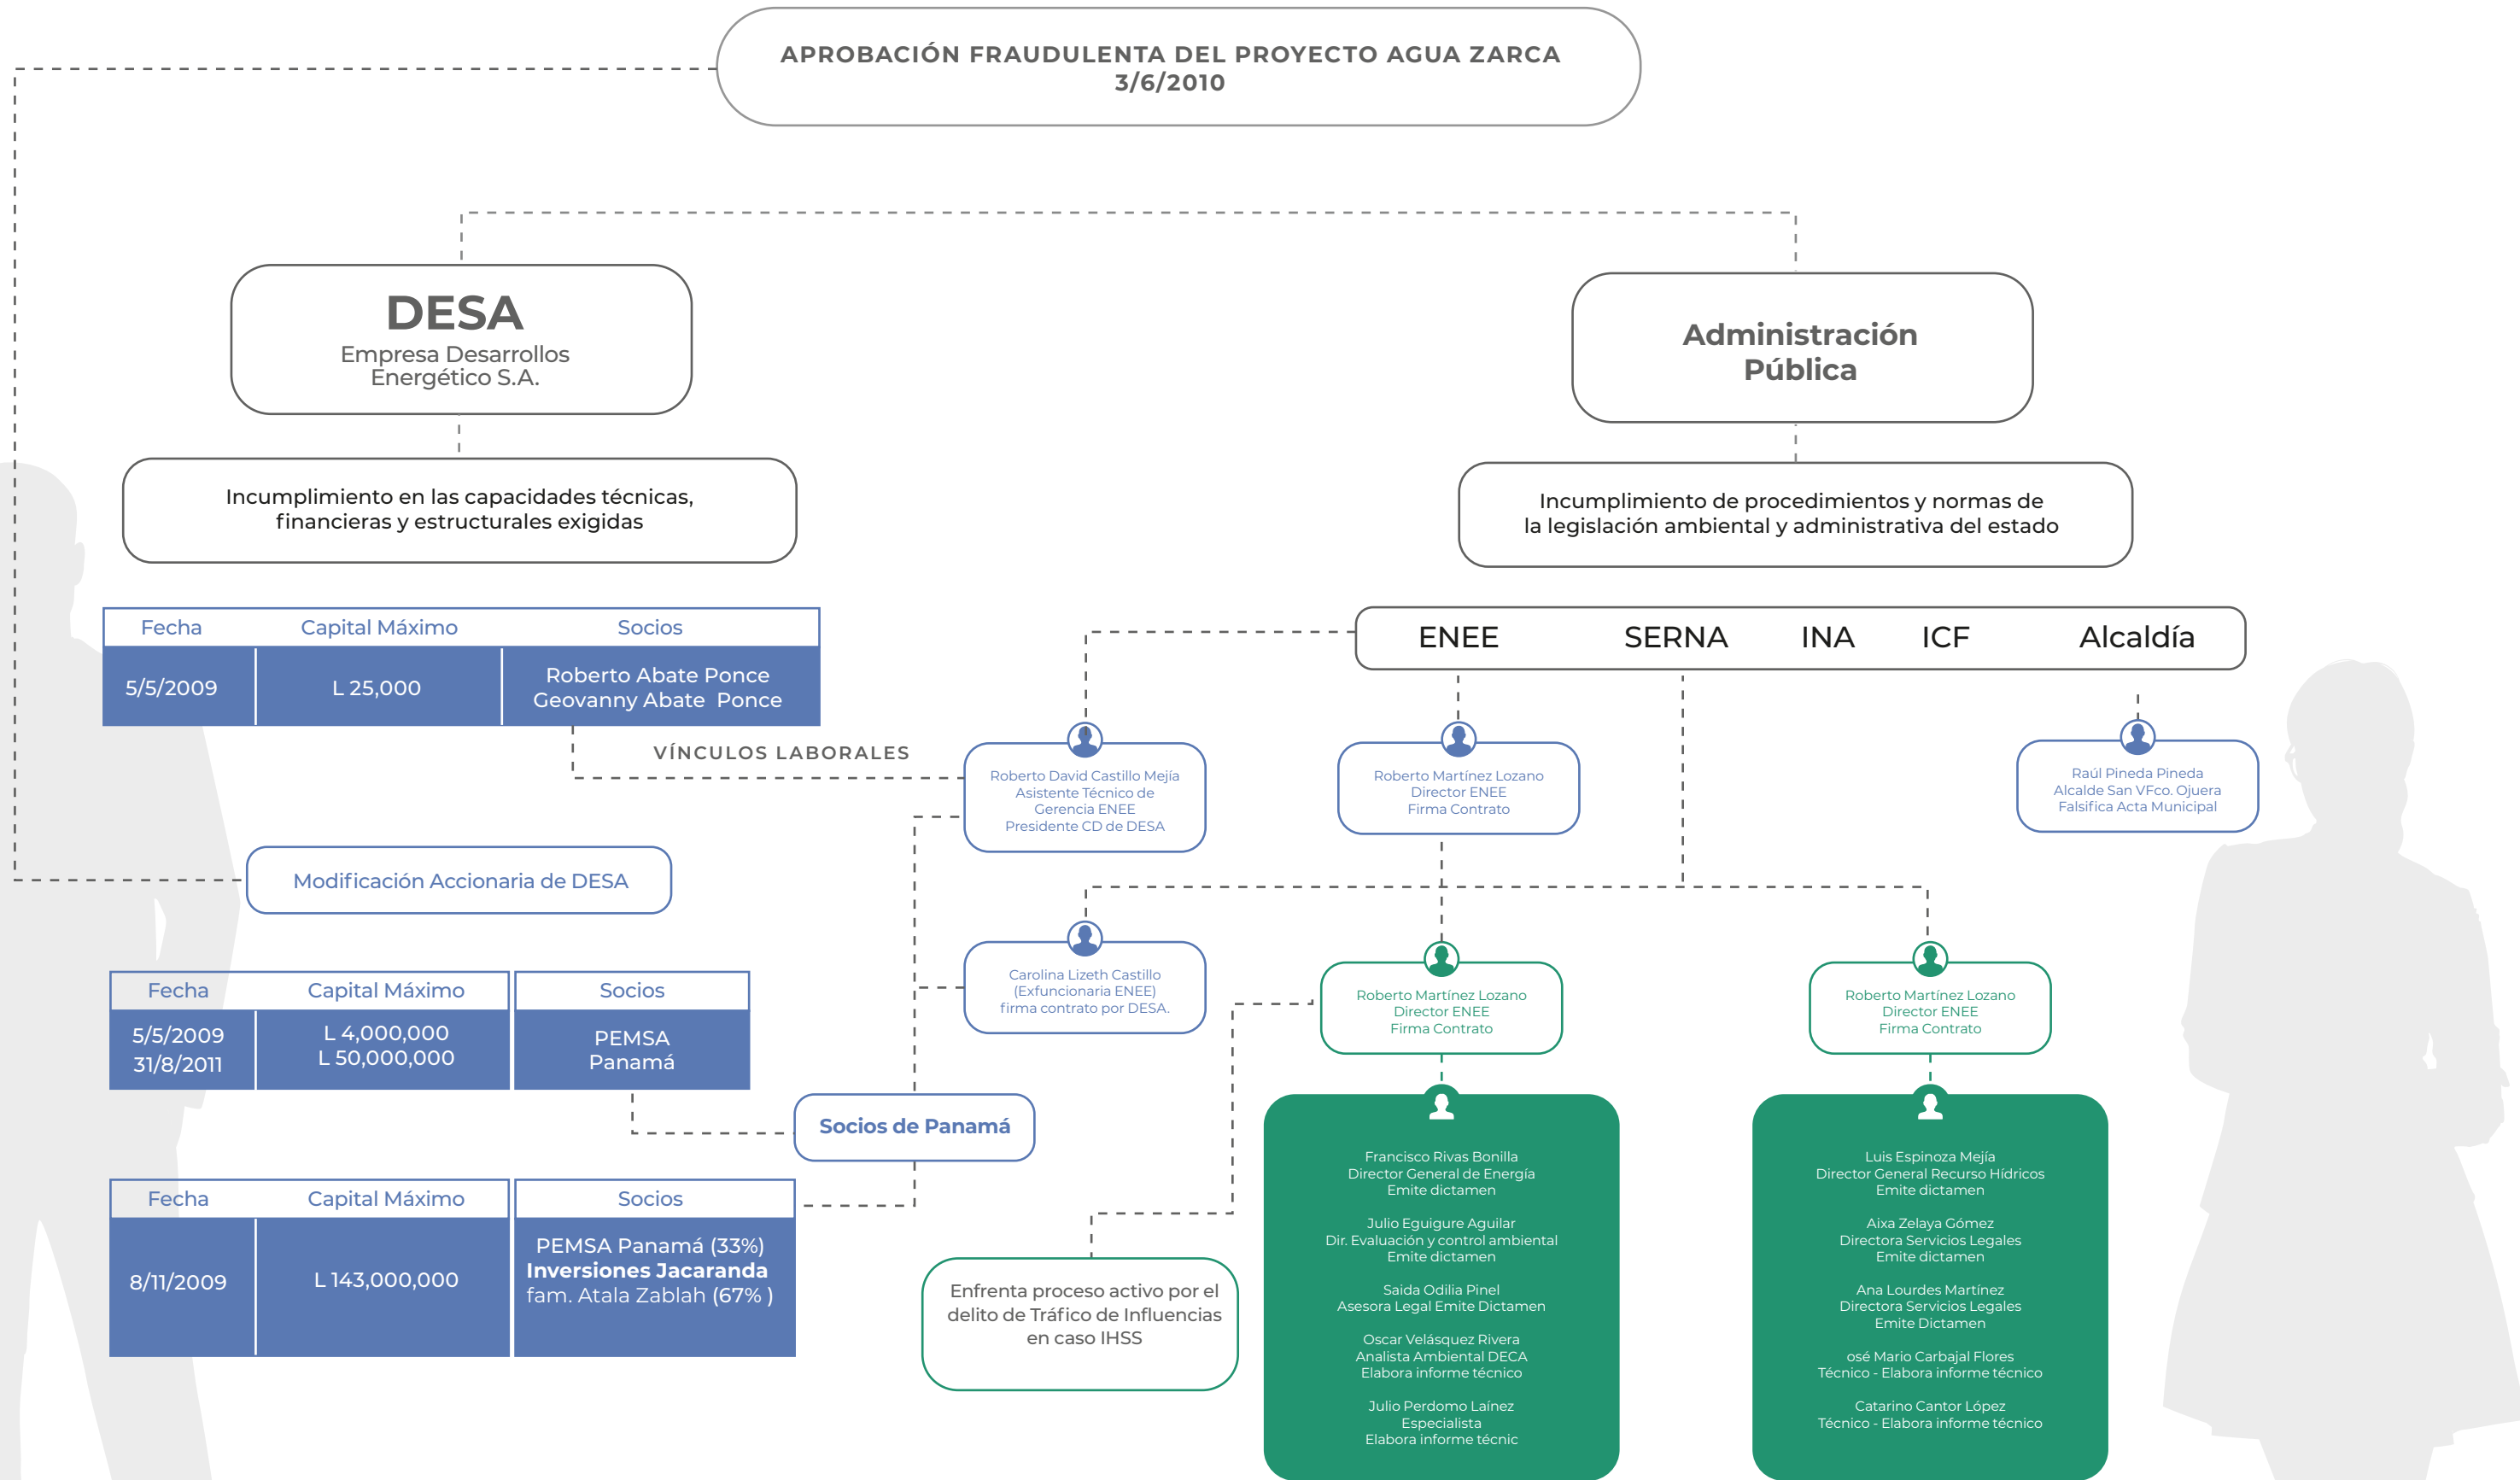 APROBACIÓN FRAUDULENTA DEL PROYECTO AGUA ZARCA
3/6/2010
DESA
Empresa Desarrollos
Energético S.A.
Administración
Pública
Incumplimiento en las capacidades técnicas,
financieras y estructurales exigidas
Incumplimiento de procedimientos y normas de
la legislación ambiental y administrativa del estado
Fecha Capital Máximo Socios
5/5/2009 L 25,000 Roberto Abate Ponce
Geovanny Abate Ponce
ENEE SERNA INA ICF Alcaldía
VÍNCULOS LABORALES
Roberto David Castillo Mejía
Asistente Técnico de
Gerencia ENEE
Presidente CD de DESA
Roberto Martínez Lozano
Director ENEE
Firma Contrato
Raúl Pineda Pineda
Alcalde San VFco. Ojuera
Falsifica Acta Municipal
Modificación Accionaria de DESA
Fecha Capital Máximo Socios
5/5/2009 L 4,000,000 PEMSA
31/8/2011 L 50,000,000 Panamá
Carolina Lizeth Castillo
(Exfuncionaria ENEE)
firma contrato por DESA.
Roberto Martínez Lozano
Director ENEE
Firma Contrato
Roberto Martínez Lozano
Director ENEE
Firma Contrato
Socios de Panamá
Fecha Capital Máximo Socios
8/11/2009 L 143,000,000 PEMSA Panamá (33%)
Inversiones Jacaranda
fam. Atala Zablah (67% )
Enfrenta proceso activo por el
delito de Tráfico de Influencias
en caso IHSS
Francisco Rivas Bonilla
Director General de Energía
Emite dictamen
Julio Eguigure Aguilar
Dir. Evaluación y control ambiental
Emite dictamen
Saida Odilia Pinel
Asesora Legal Emite Dictamen
Oscar Velásquez Rivera
Analista Ambiental DECA
Elabora informe técnico
Julio Perdomo Laínez
Especialista
Elabora informe técnic
Luis Espinoza Mejía
Director General Recurso Hídricos
Emite dictamen
Aixa Zelaya Gómez
Directora Servicios Legales
Emite dictamen
Ana Lourdes Martínez
Directora Servicios Legales
Emite Dictamen
osé Mario Carbajal Flores
Técnico - Elabora informe técnico
Catarino Cantor López
Técnico - Elabora informe técnico